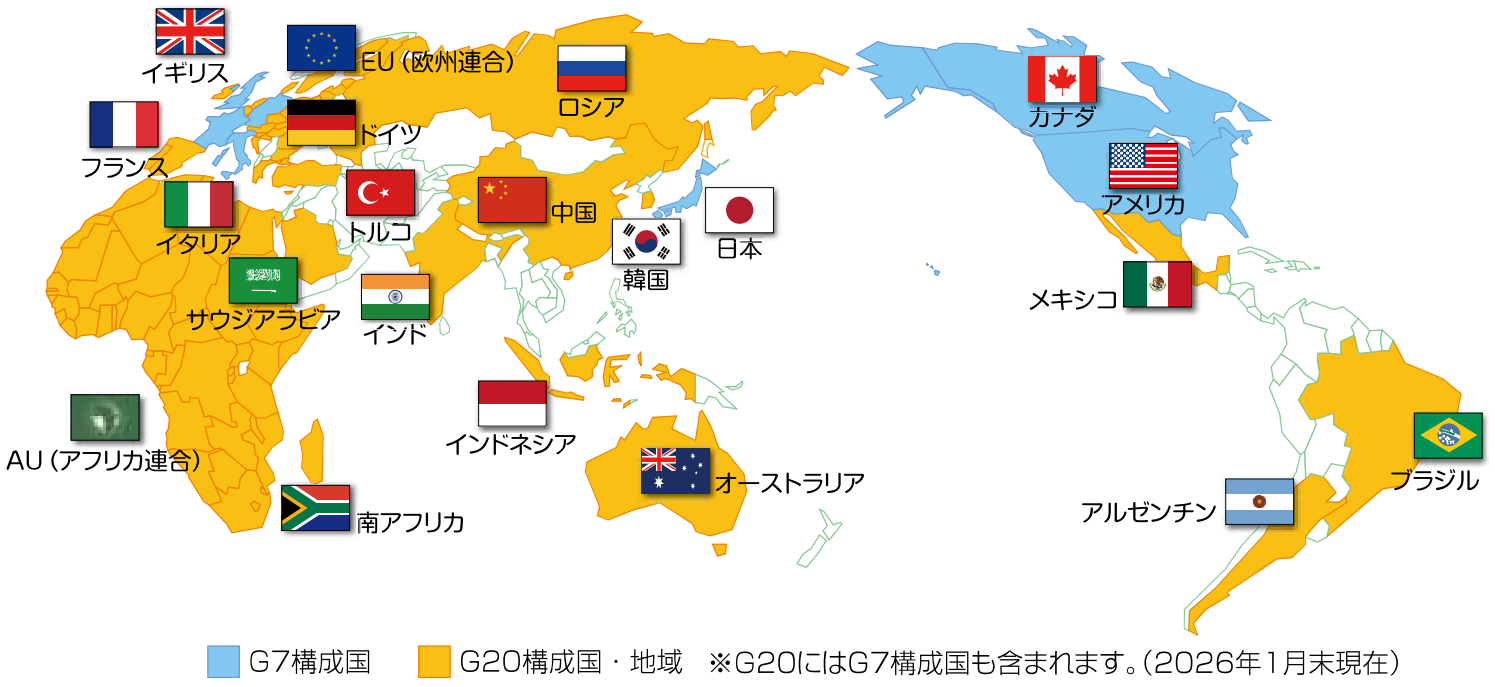 イギリス
EU（欧州連合）
ロシア
カナダ
フランス
ドイツ
アメリカ
イタリア
トルコ
中国
韓国
日本
サウジアラビア
インド
メキシコ
インドネシア
AU（アフリカ連合）
オーストラリア
南アフリカ
アルゼンチン
ブラジル
G7構成国
G20構成国・地域
※G20にはG7構成国も含まれます。（2026年1月末現在）